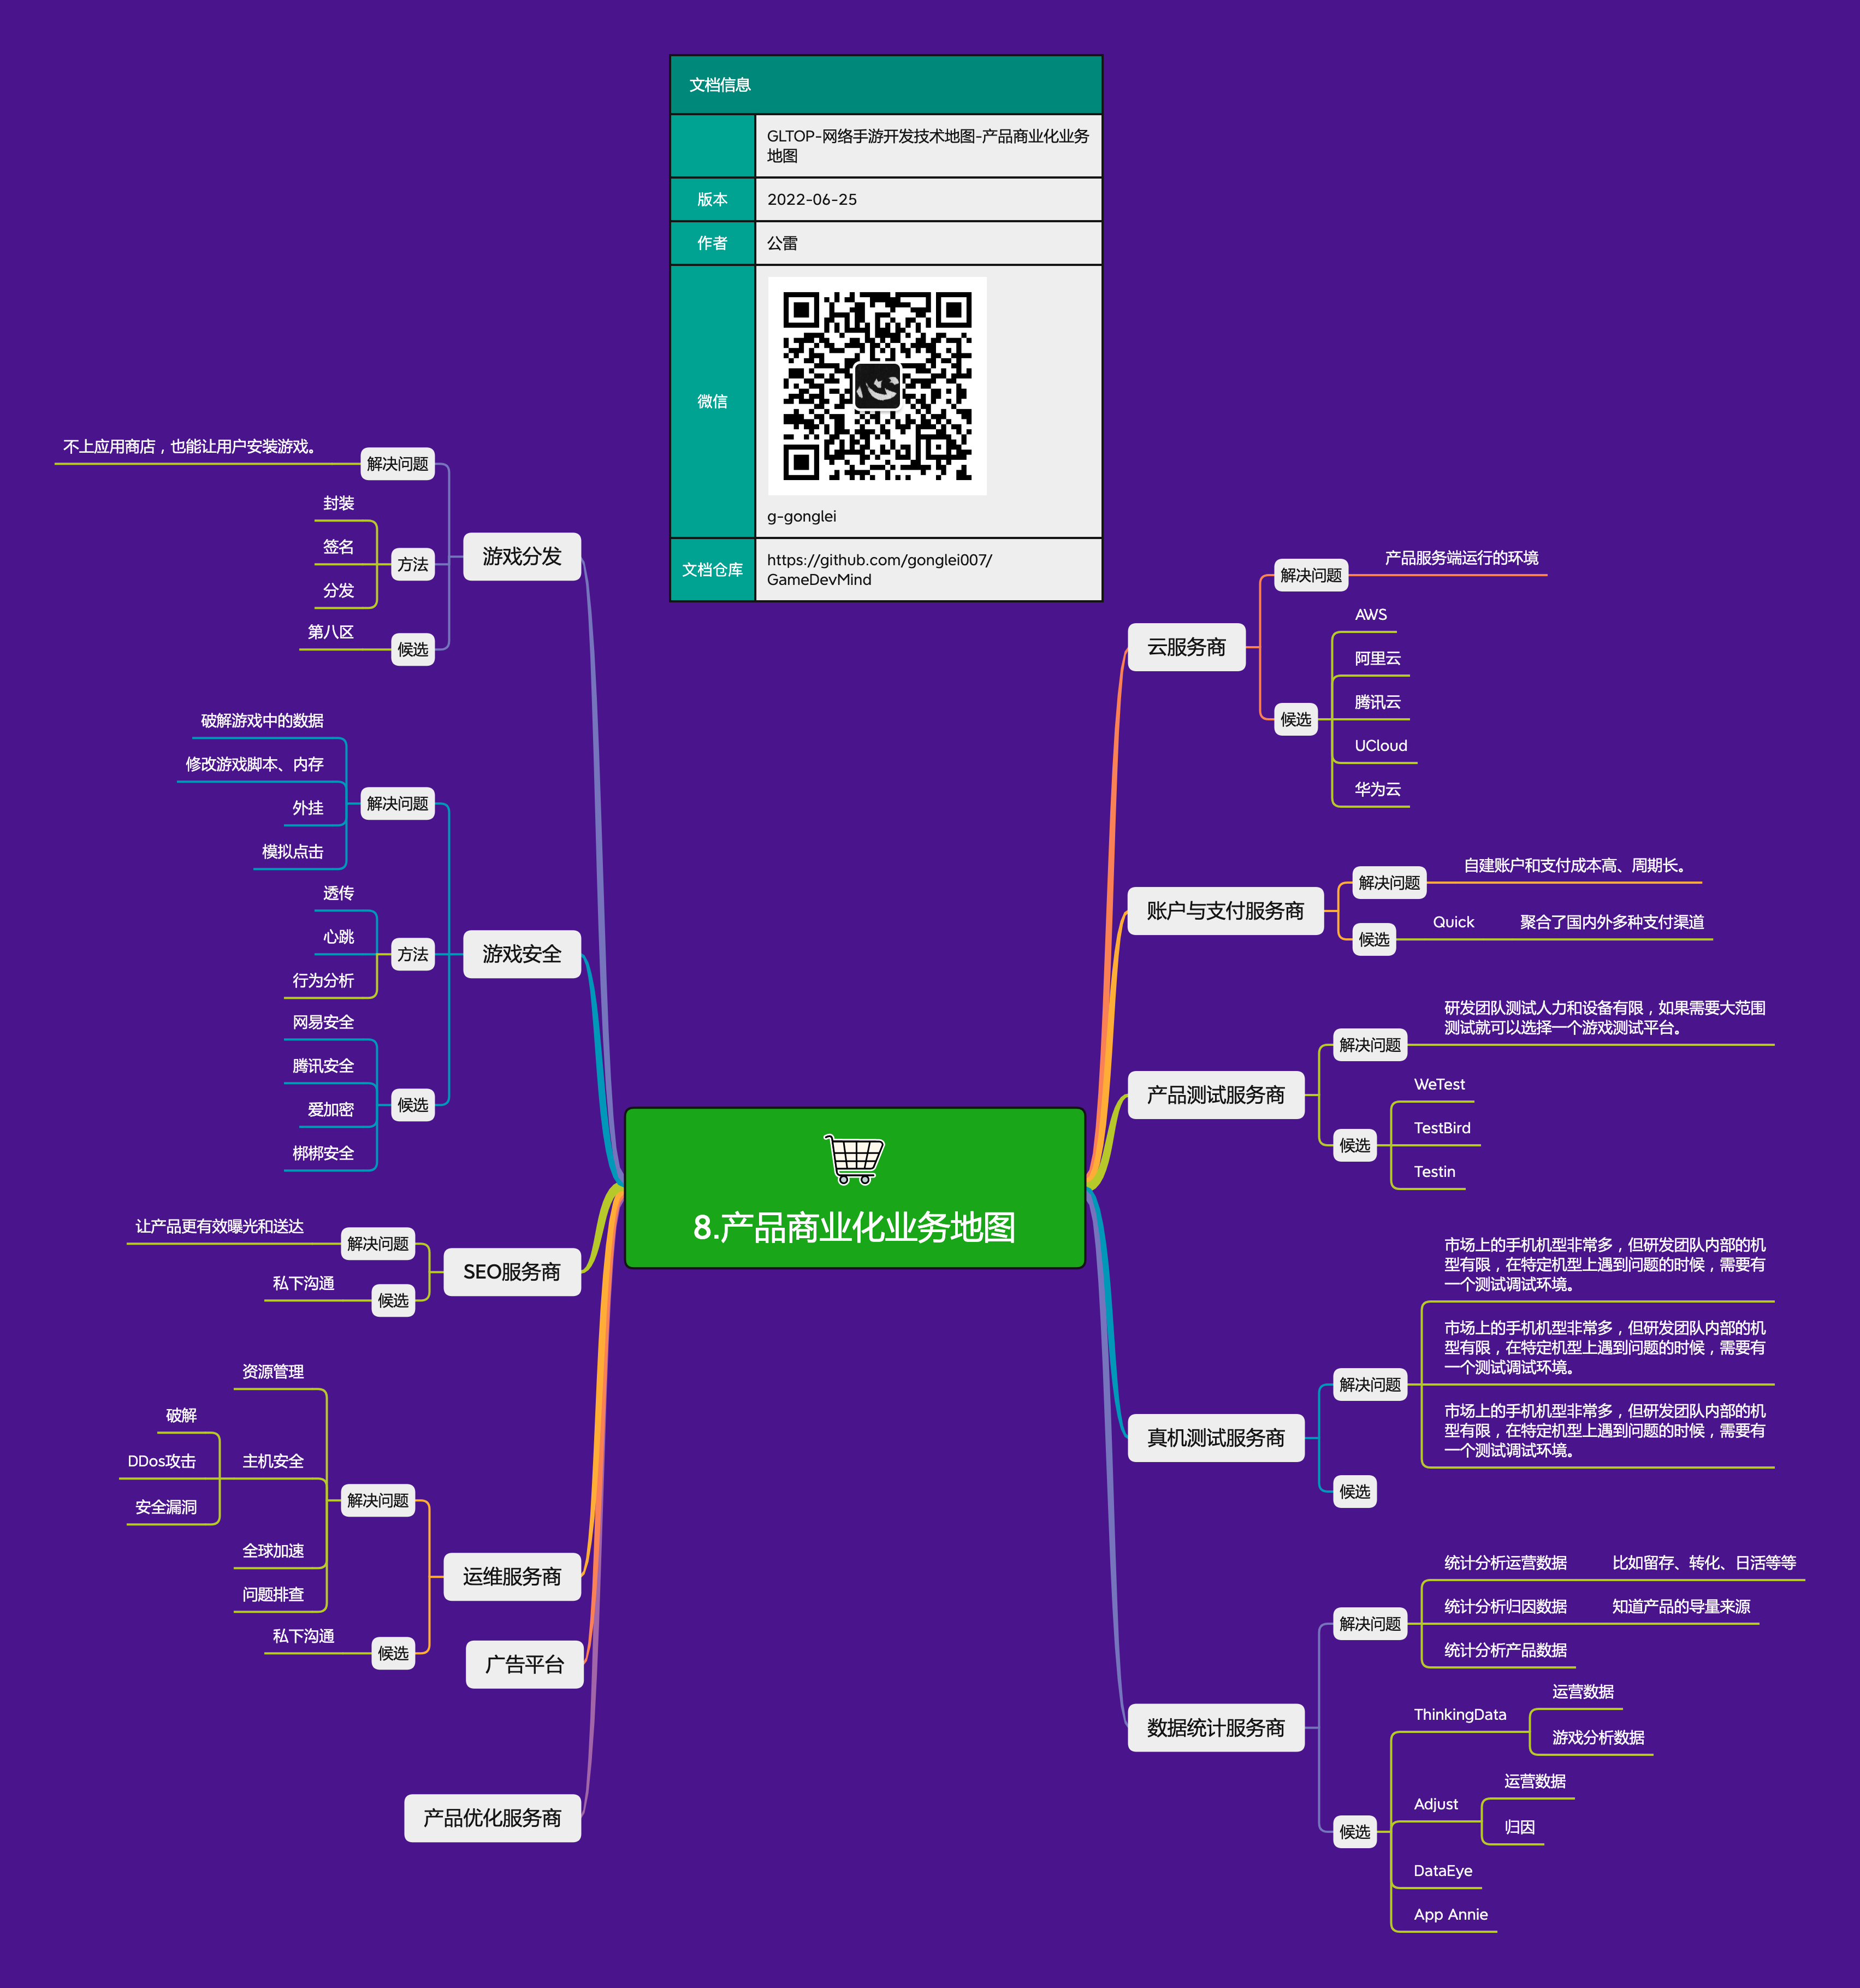 文档信息
GLTOP-网络手游开发技术地图-产品商业化业务
地图
版本
2022-06-25
作者
公雷
微信
g-gonglei
文档仓库
https://github.com/gonglei007/
GameDevMind
8.产品商业化业务地图
云服务商
解决问题
产品服务端运行的环境
候选
AWS
阿里云
腾讯云
UCloud
华为云
账户与支付服务商
解决问题
自建账户和支付成本高、周期长。
候选
Quick
聚合了国内外多种支付渠道
产品测试服务商
解决问题
研发团队测试人力和设备有限，如果需要大范围
测试就可以选择一个游戏测试平台。
候选
WeTest
TestBird
Testin
真机测试服务商
解决问题
市场上的手机机型非常多，但研发团队内部的机
型有限，在特定机型上遇到问题的时候，需要有
一个测试调试环境。
市场上的手机机型非常多，但研发团队内部的机
型有限，在特定机型上遇到问题的时候，需要有
一个测试调试环境。
市场上的手机机型非常多，但研发团队内部的机
型有限，在特定机型上遇到问题的时候，需要有
一个测试调试环境。
候选
数据统计服务商
解决问题
统计分析运营数据
比如留存、转化、日活等等
统计分析归因数据
知道产品的导量来源
统计分析产品数据
候选
ThinkingData
运营数据
游戏分析数据
Adjust
运营数据
归因
DataEye
App Annie
游戏分发
解决问题
不上应用商店，也能让用户安装游戏。
方法
封装
签名
分发
候选
第八区
游戏安全
解决问题
破解游戏中的数据
修改游戏脚本、内存
外挂
模拟点击
方法
透传
心跳
行为分析
候选
网易安全
腾讯安全
爱加密
梆梆安全
SEO服务商
解决问题
让产品更有效曝光和送达
候选
私下沟通
运维服务商
解决问题
资源管理
主机安全
破解
DDos攻击
安全漏洞
全球加速
问题排查
候选
私下沟通
广告平台
产品优化服务商